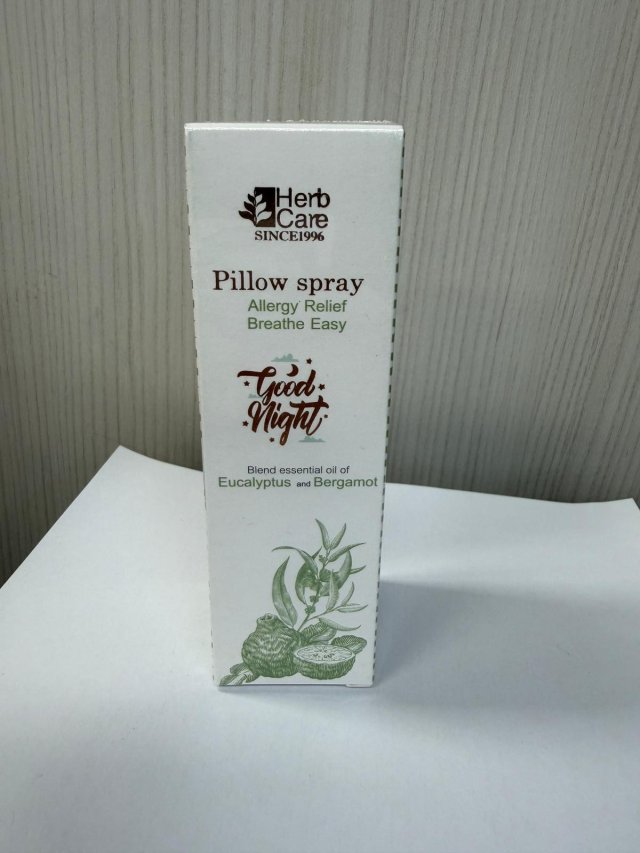 Herb
Care
SINCE1996
Pillow spray
Allergy Relief
Breathe Easy
Good
Night
Blend essential oil of
Eucalyptus and Bergamot